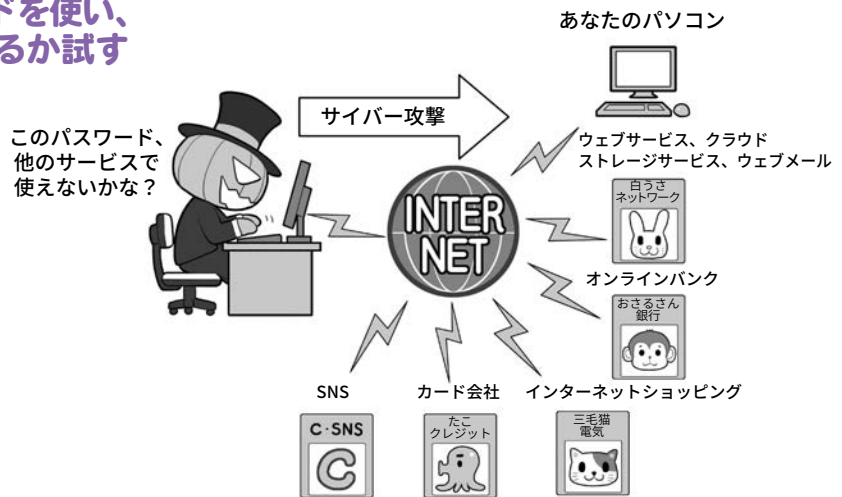 ドを使い、
るか試す
あなたのパソコン
サイバー攻撃
このパスワード、
他のサービスで
使えないかな？
ウェブサービス、クラウド
ストレージサービス、ウェブメール
INTER
NET
白うさ
ネットワーク
オンラインバンク
おさるさん
銀行
SNS
カード会社
インターネットショッピング
C·SNS
C
たこ
クレジット
三毛猫
電気